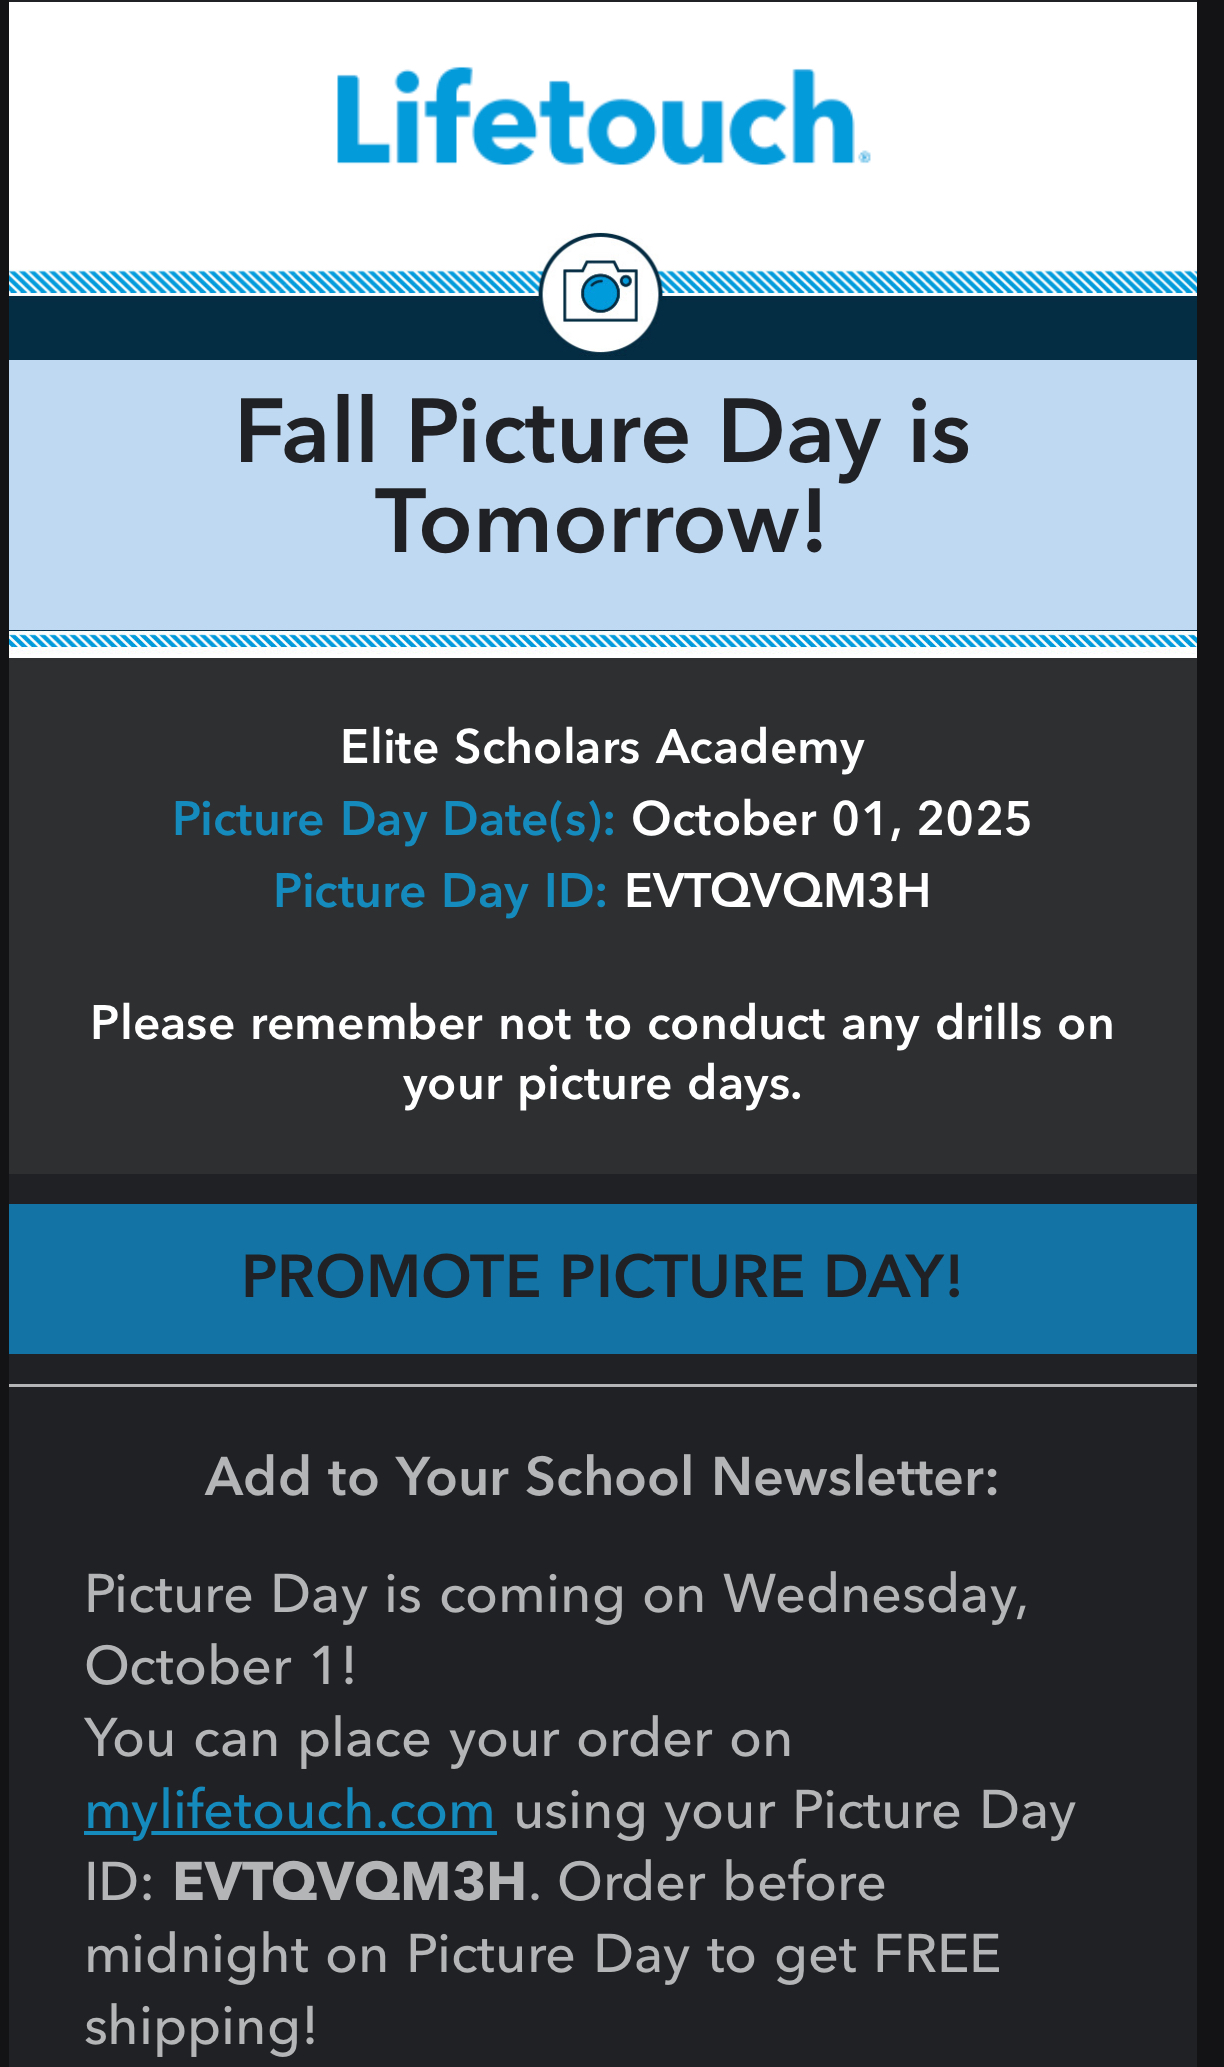 Lifetouch®
Fall Picture Day is
Tomorrow!
Elite Scholars Academy
Picture Day Date(s): October 01, 2025
Picture Day ID: EVTQVQM3H
Please remember not to conduct any drills on
your picture days.
PROMOTE PICTURE DAY!
Add to Your School Newsletter:
Picture Day is coming on Wednesday,
October 1!
You can place your order on
mylifetouch.com using your Picture Day
ID: EVTQVQM3H. Order before
midnight on Picture Day to get FREE
shipping!